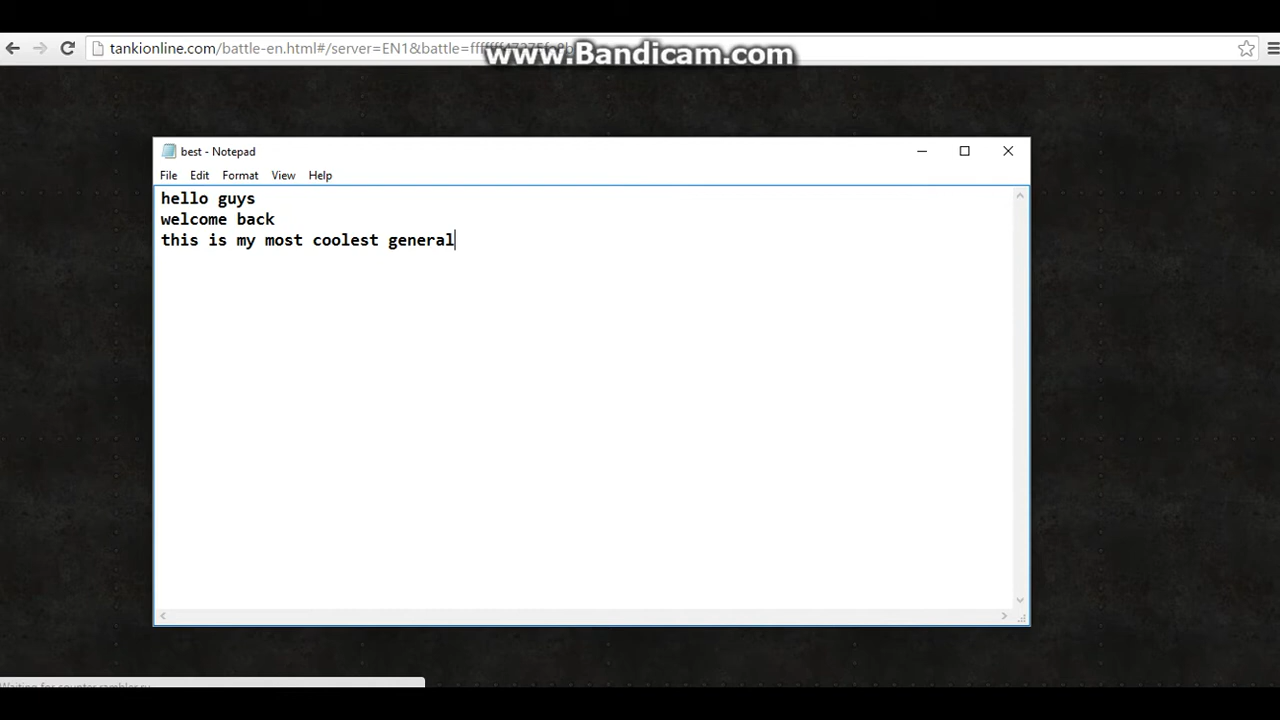 tankionline.com/battle-en.html#/server=EN1&battle=fffffff
www.Bandicam.com
best - Notepad
File Edit Format View Help
hello guys
welcome back
this is my most coolest general